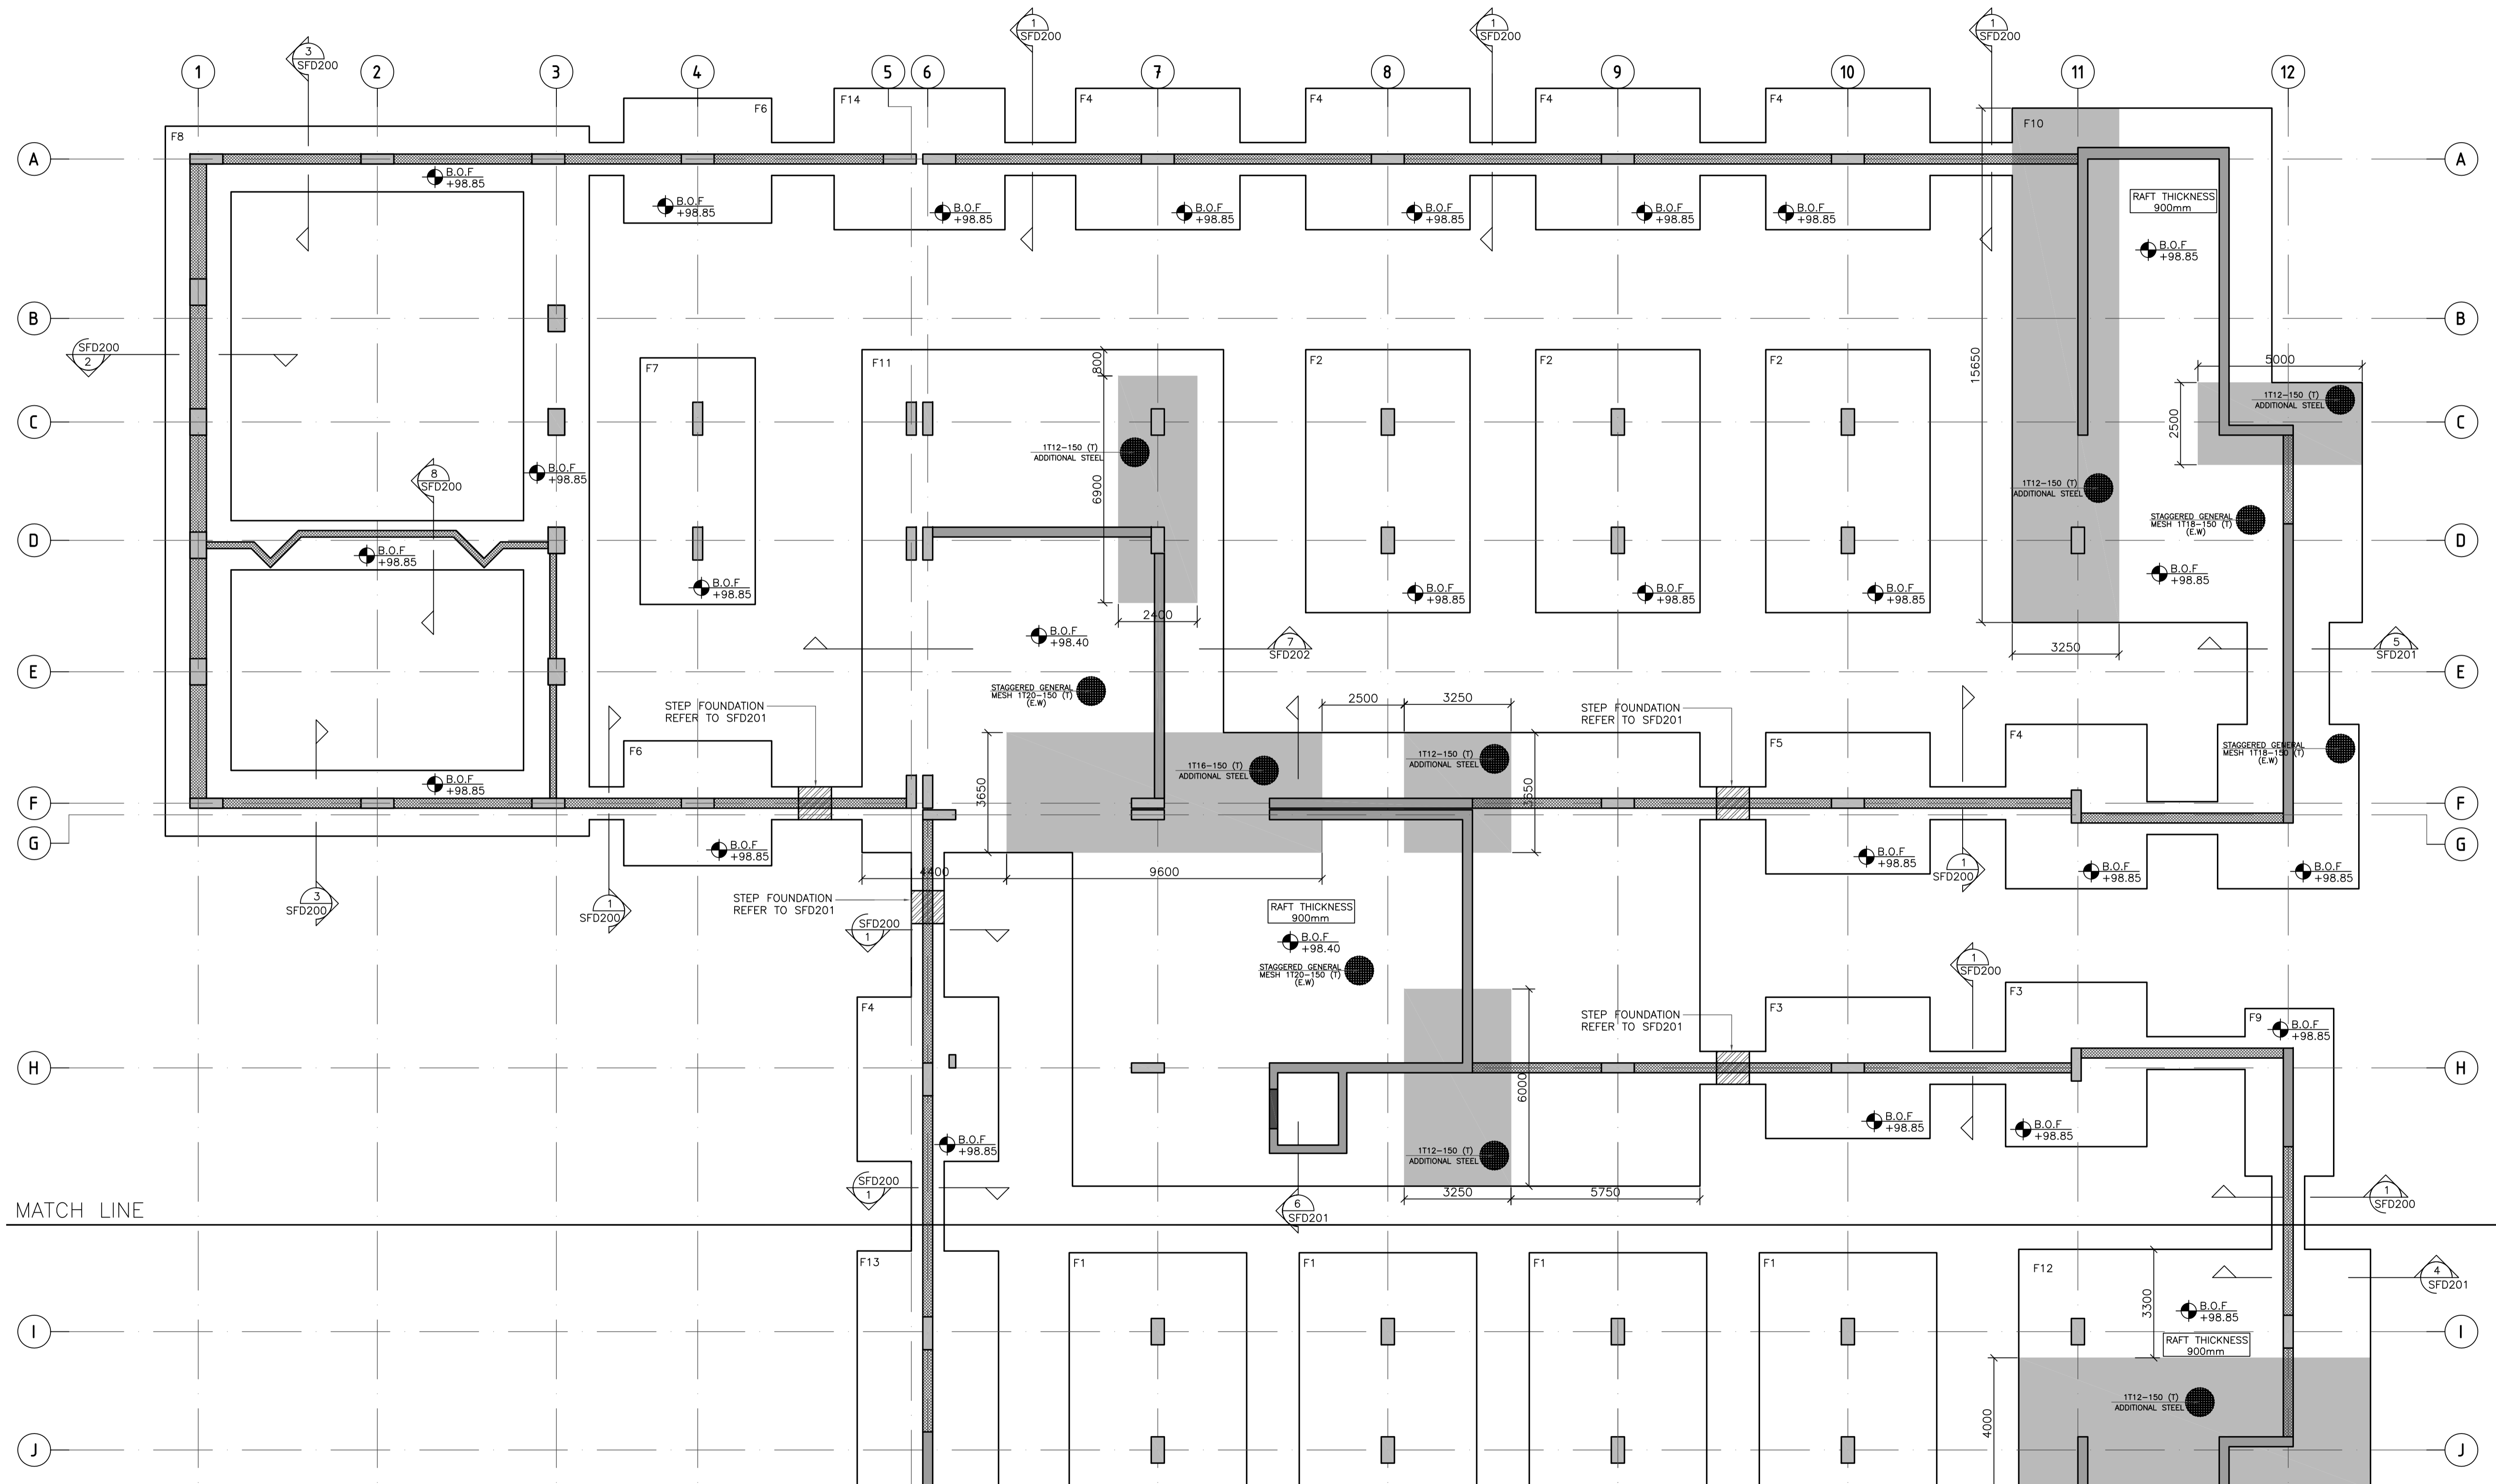 1
SFD200
1
SFD200
1
SFD200
3
SFD200
1
2
3
4
5
6
7
8
9
10
11
12
F8
F6
F14
F4
F4
F4
F4
F10
A
A
B.O.F
+98.85
B.O.F
+98.85
B.O.F
+98.85
B.O.F
+98.85
B.O.F
+98.85
B.O.F
+98.85
B.O.F
+98.85
RAFT THICKNESS
900mm
B.O.F
+98.85
B
B
SFD200
2
F7
F11
800
F2
F2
F2
15650
5000
1T12-150 (T)
ADDITIONAL STEEL
2500
C
C
1T12-150 (T)
ADDITIONAL STEEL
6900
8
SFD200
B.O.F
+98.85
1T12-150 (T)
ADDITIONAL STEEL
STAGGERED GENERAL
MESH 1T18-150 (T)
(E.W)
D
D
B.O.F
+98.85
B.O.F
+98.85
B.O.F
+98.85
B.O.F
+98.85
B.O.F
+98.85
B.O.F
+98.85
2400
B.O.F
+98.40
7
SFD202
3250
5
SFD201
E
E
STAGGERED GENERAL
MESH 1T20-150 (T)
(E.W)
2500
3250
STEP FOUNDATION
REFER TO SFD201
STEP FOUNDATION
REFER TO SFD201
F6
F5
F4
STAGGERED GENERAL
MESH 1T18-150 (T)
(E.W)
1T16-150 (T)
ADDITIONAL STEEL
1T12-150 (T)
ADDITIONAL STEEL
3650
3650
B.O.F
+98.85
F
F
G
G
B.O.F
+98.85
B.O.F
+98.85
B.O.F
+98.85
B.O.F
+98.85
1
SFD200
4400
9600
3
SFD200
1
SFD200
STEP FOUNDATION
REFER TO SFD201
RAFT THICKNESS
900mm
SFD200
1
B.O.F
+98.40
STAGGERED GENERAL
MESH 1T20-150 (T)
(E.W)
1
SFD200
F4
F3
F3
F9
STEP FOUNDATION
REFER TO SFD201
B.O.F
+98.85
H
H
6000
B.O.F
+98.85
B.O.F
+98.85
B.O.F
+98.85
1T12-150 (T)
ADDITIONAL STEEL
SFD200
1
3250
5750
6
SFD201
1
SFD200
MATCH LINE
F13
F1
F1
F1
F1
F12
4
SFD201
3300
B.O.F
+98.85
I
I
RAFT THICKNESS
900mm
1T12-150 (T)
ADDITIONAL STEEL
4000
J
J